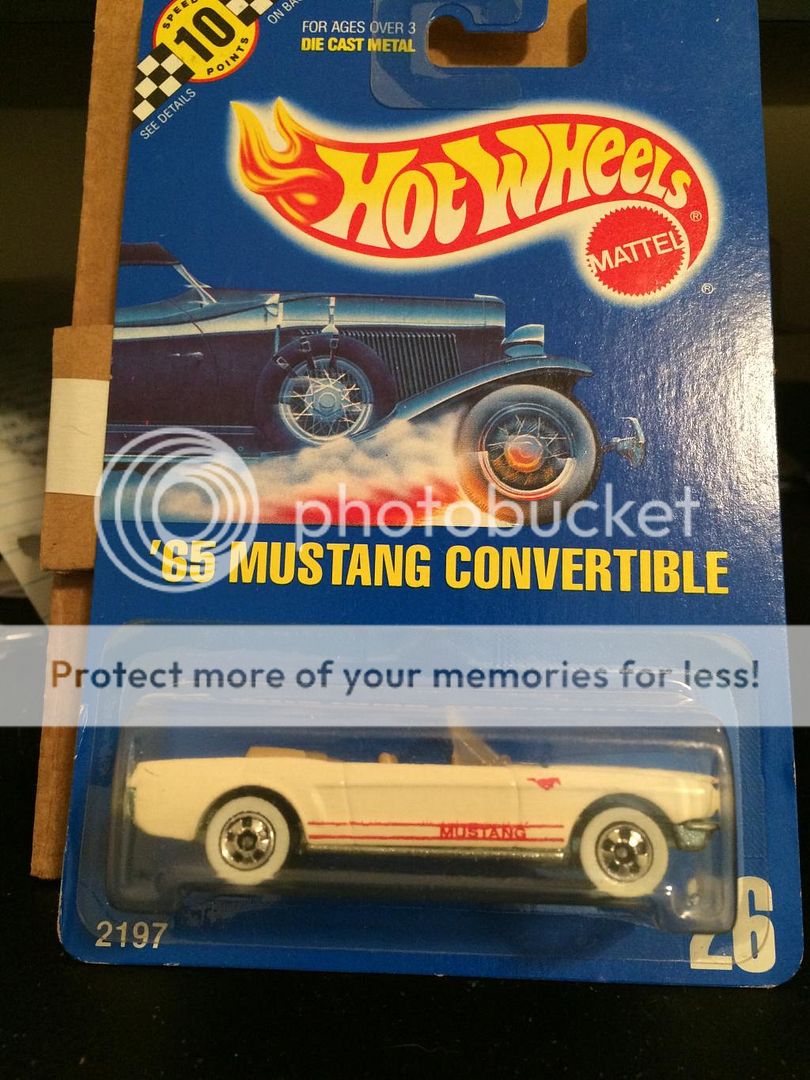 SPEED
10
POINTS
ON
SEE DETAILS
FOR AGES OVER 3
DIE CAST METAL
HOT WHEELS®
MATTEL
®
photobucket
'65 MUSTANG CONVERTIBLE
Protect more of your memories for less!
MUSTANG
2197
26